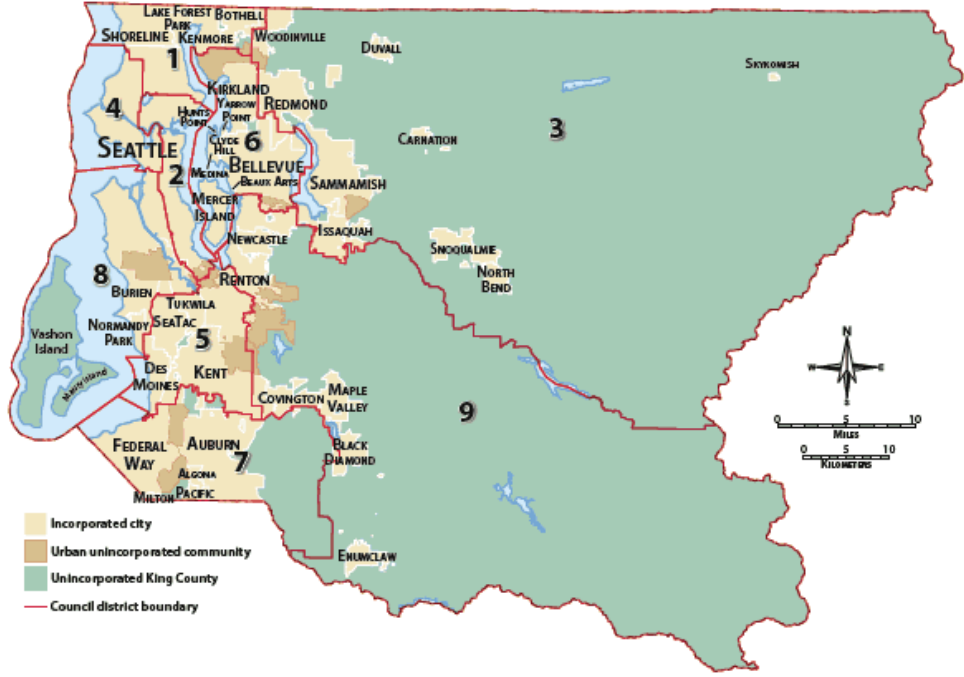 LAKE FOREST
PARK
BOTHELL
SHORELINE
KENMORE
WOODINVILLE
DUVALL
SKYKOMISH
1
KIRKLAND
YARROW
POINT
REDMOND
4
HUNTS
POINT
3
CARNATION
6
CLYDE
HILL
SEATTLE
BELLEVUE
2
MEDINA
BEAUX ARTS
SAMMAMISH
MERCER
ISLAND
NEWCASTLE
ISSAQUAH
SNOQUALMIE
NORTH
BEND
8
RENTON
BURIEN
TUKWILA
NORMANDY
PARK
SEATAC
5
Vashon
Island
Maury Island
DES
MOINES
KENT
COVINGTON
MAPLE
VALLEY
9
N
W
E
S
0
5
10
MILES
0
5
10
KILOMETERS
FEDERAL
WAY
AUBURN
7
BLACK
DIAMOND
ALGONA
PACIFIC
MILTON
ENUMCLAW
Incorporated city
Urban unincorporated community
Unincorporated King County
Council district boundary